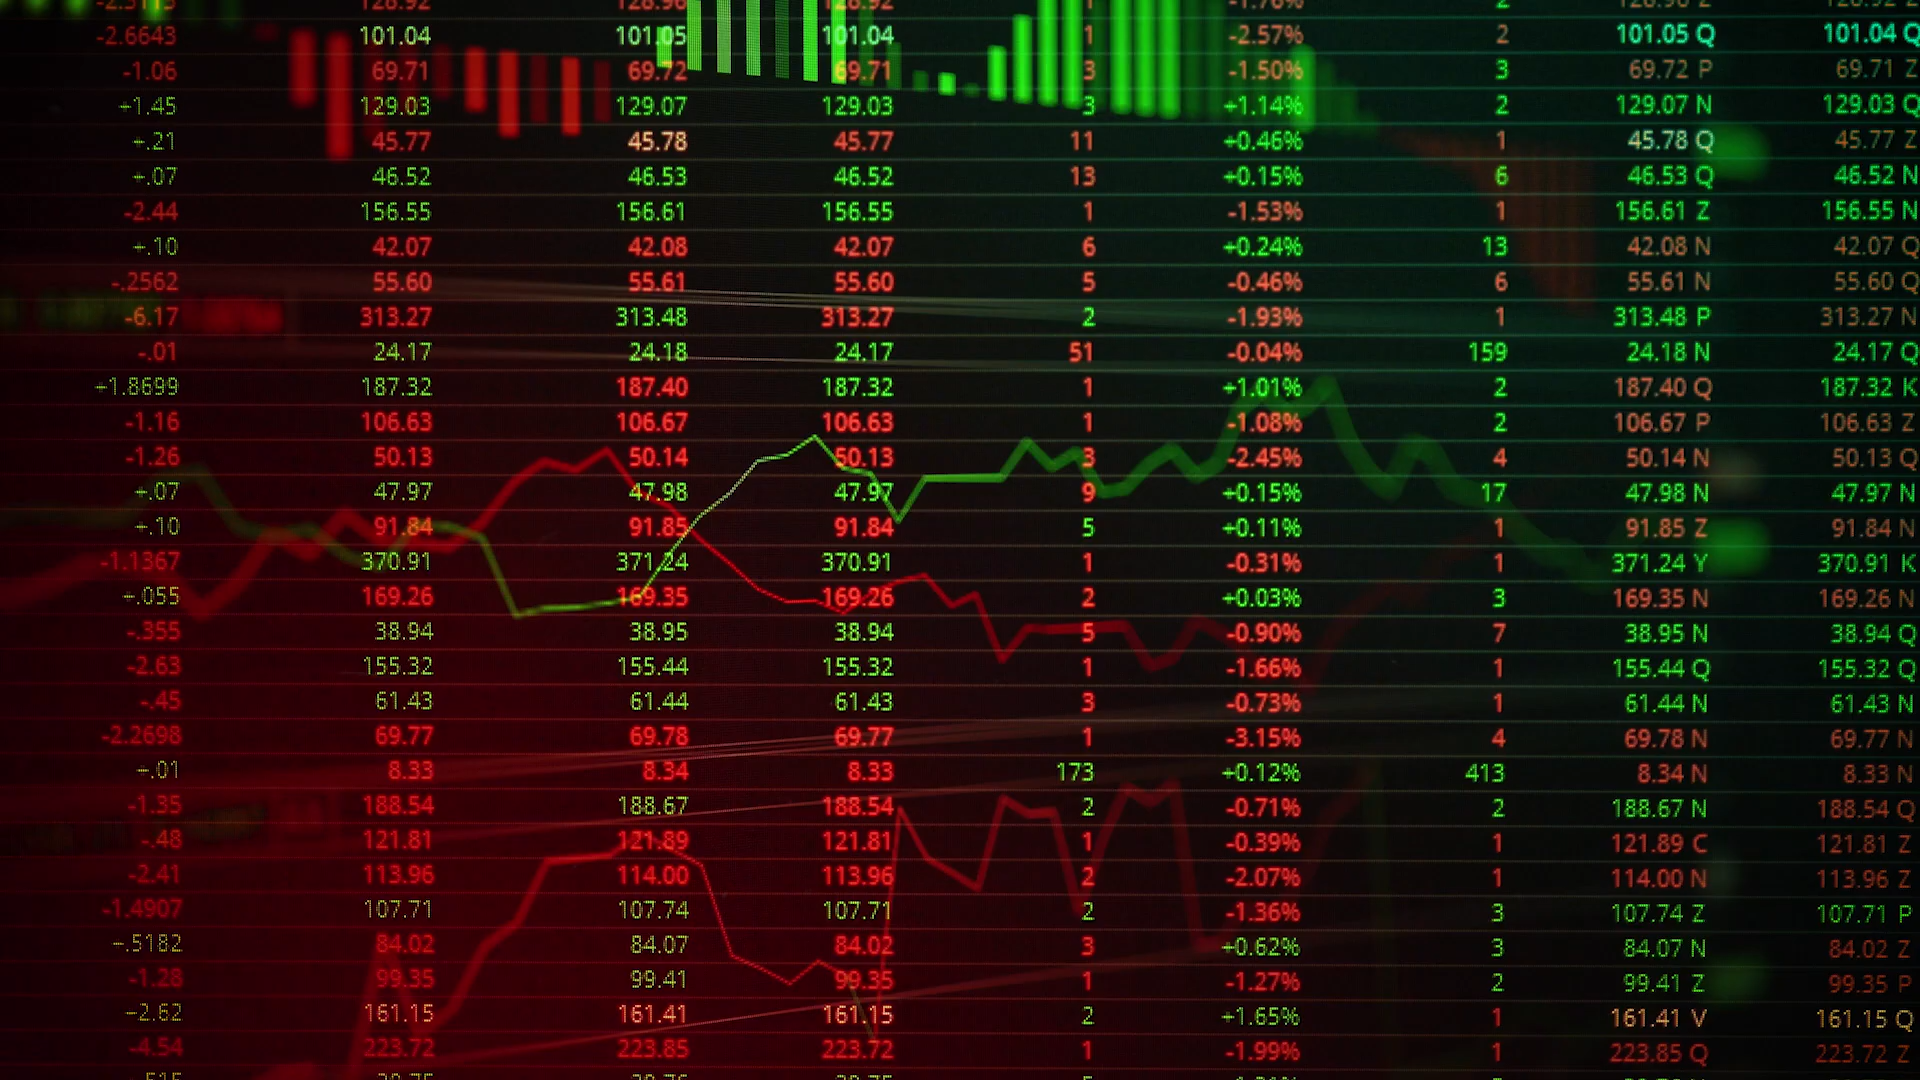 -2.6643 101.04 101.05 101.04 1 -2.57% 2 101.05 Q 101.04 Q
-1.06 69.71 69.72 69.71 3 -1.50% 3 69.72 P 69.71 Z
+1.45 129.03 129.07 129.03 3 +1.14% 2 129.07 N 129.03 Q
+.21 45.77 45.78 45.77 11 +0.46% 1 45.78 Q 45.77 Z
+.07 46.52 46.53 46.52 13 +0.15% 6 46.53 Q 46.52 N
-2.44 156.55 156.61 156.55 1 -1.53% 1 156.61 Z 156.55 N
+.10 42.07 42.08 42.07 6 +0.24% 13 42.08 N 42.07 Q
-.2562 55.60 55.61 55.60 5 -0.46% 6 55.61 N 55.60 Q
-6.17 313.27 313.48 313.27 2 -1.93% 1 313.48 P 313.27 N
-.01 24.17 24.18 24.17 51 -0.04% 159 24.18 N 24.17 Q
+1.8699 187.32 187.40 187.32 1 +1.01% 2 187.40 Q 187.32 K
-1.16 106.63 106.67 106.63 1 -1.08% 2 106.67 P 106.63 Z
-1.26 50.13 50.14 50.13 3 -2.45% 4 50.14 N 50.13 Q
+.07 47.97 47.98 47.97 9 +0.15% 17 47.98 N 47.97 N
+.10 91.84 91.85 91.84 5 +0.11% 1 91.85 Z 91.84 N
-1.1367 370.91 371.24 370.91 1 -0.31% 1 371.24 Y 370.91 K
+.055 169.26 169.35 169.26 2 +0.03% 3 169.35 N 169.26 N
-.355 38.94 38.95 38.94 5 -0.90% 7 38.95 N 38.94 Q
-2.63 155.32 155.44 155.32 1 -1.66% 1 155.44 Q 155.32 Q
-.45 61.43 61.44 61.43 3 -0.73% 1 61.44 N 61.43 N
-2.2698 69.77 69.78 69.77 1 -3.15% 4 69.78 N 69.77 N
+.01 8.33 8.34 8.33 173 +0.12% 413 8.34 N 8.33 N
-1.35 188.54 188.67 188.54 2 -0.71% 2 188.67 N 188.54 Q
-.48 121.81 121.89 121.81 1 -0.39% 1 121.89 C 121.81 Z
-2.41 113.96 114.00 113.96 2 -2.07% 1 114.00 N 113.96 Z
-1.4907 107.71 107.74 107.71 2 -1.36% 3 107.74 Z 107.71 P
+.5182 84.02 84.07 84.02 3 +0.62% 3 84.07 N 84.02 Z
-1.28 99.35 99.41 99.35 1 -1.27% 2 99.41 Z 99.35 P
+2.62 161.15 161.41 161.15 2 +1.65% 1 161.41 V 161.15 Q
-4.54 223.72 223.85 223.72 1 -1.99% 1 223.85 Q 223.72 Z